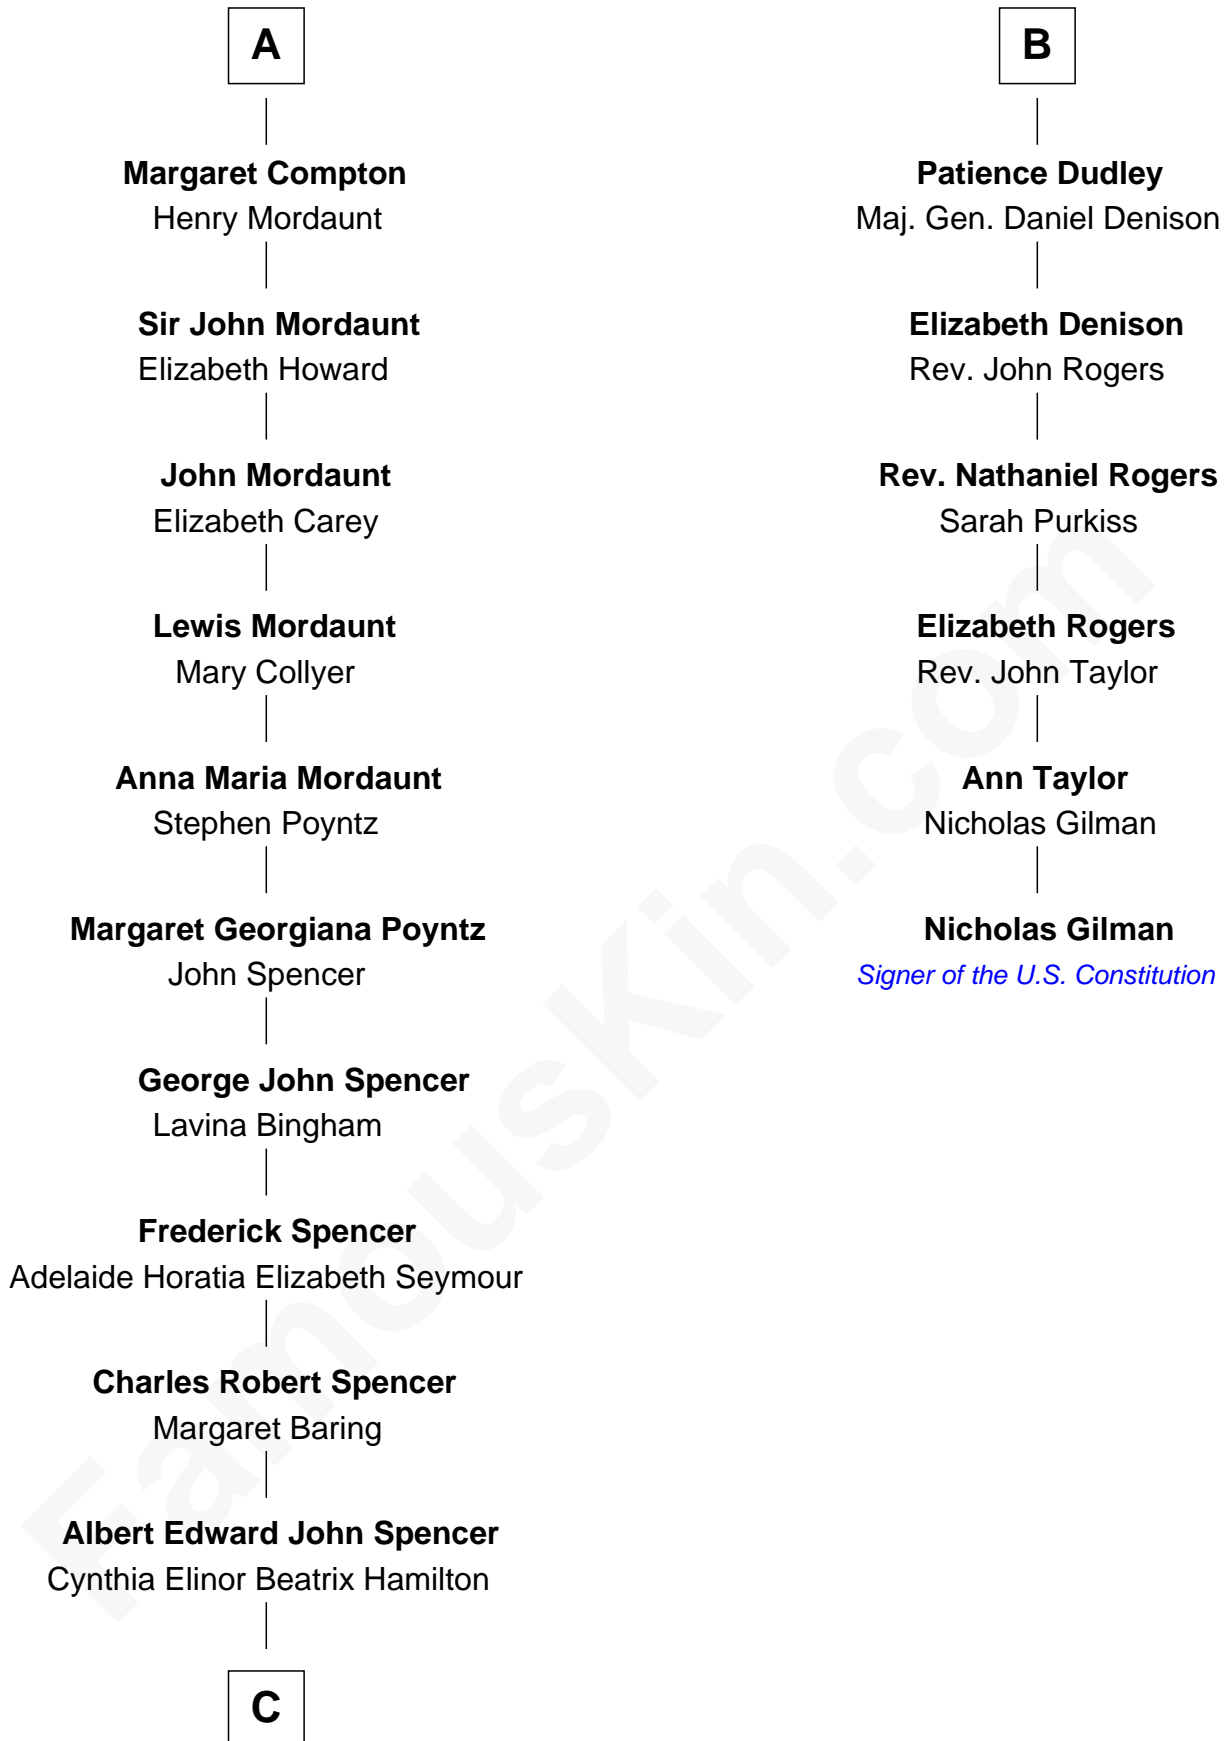 A
Margaret Compton
Henry Mordaunt
Sir John Mordaunt
Elizabeth Howard
John Mordaunt
Elizabeth Carey
Lewis Mordaunt
Mary Collyer
Anna Maria Mordaunt
Stephen Poyntz
Margaret Georgiana Poyntz
John Spencer
George John Spencer
Lavina Bingham
Frederick Spencer
Adelaide Horatia Elizabeth Seymour
Charles Robert Spencer
Margaret Baring
Albert Edward John Spencer
Cynthia Elinor Beatrix Hamilton
C
B
Patience Dudley
Maj. Gen. Daniel Denison
Elizabeth Denison
Rev. John Rogers
Rev. Nathaniel Rogers
Sarah Purkiss
Elizabeth Rogers
Rev. John Taylor
Ann Taylor
Nicholas Gilman
Nicholas Gilman
Signer of the U.S. Constitution
FamousKin.com